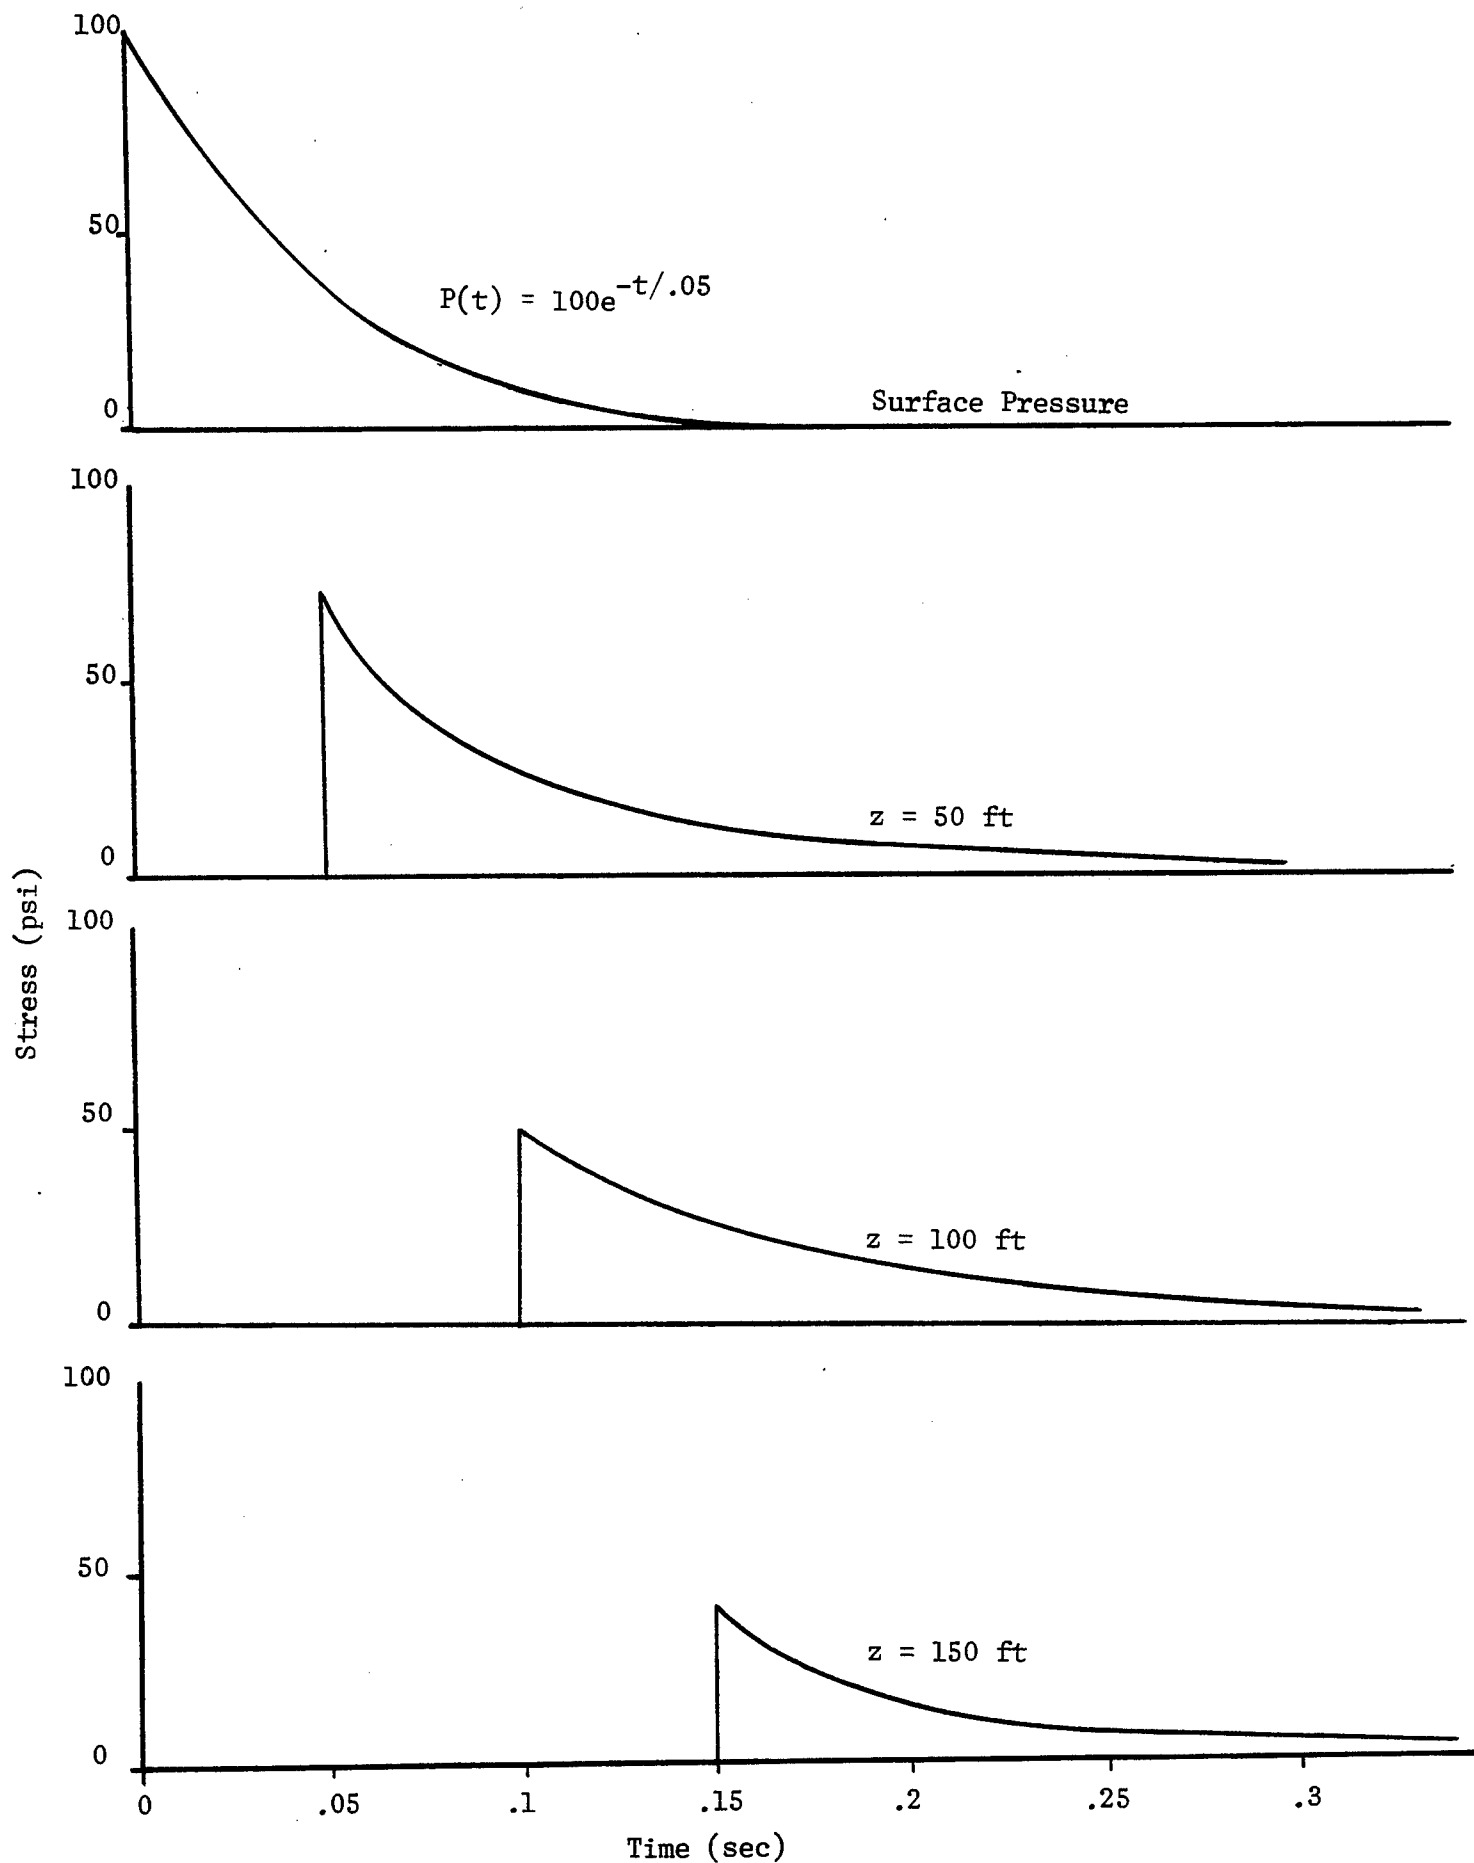 100
50
P(t) = 100e^-t/.05
0
Surface Pressure
100
50
z = 50 ft
0
Stress (psi)
100
50
z = 100 ft
0
100
50
z = 150 ft
0
0 .05 .1 .15 .2 .25 .3
Time (sec)